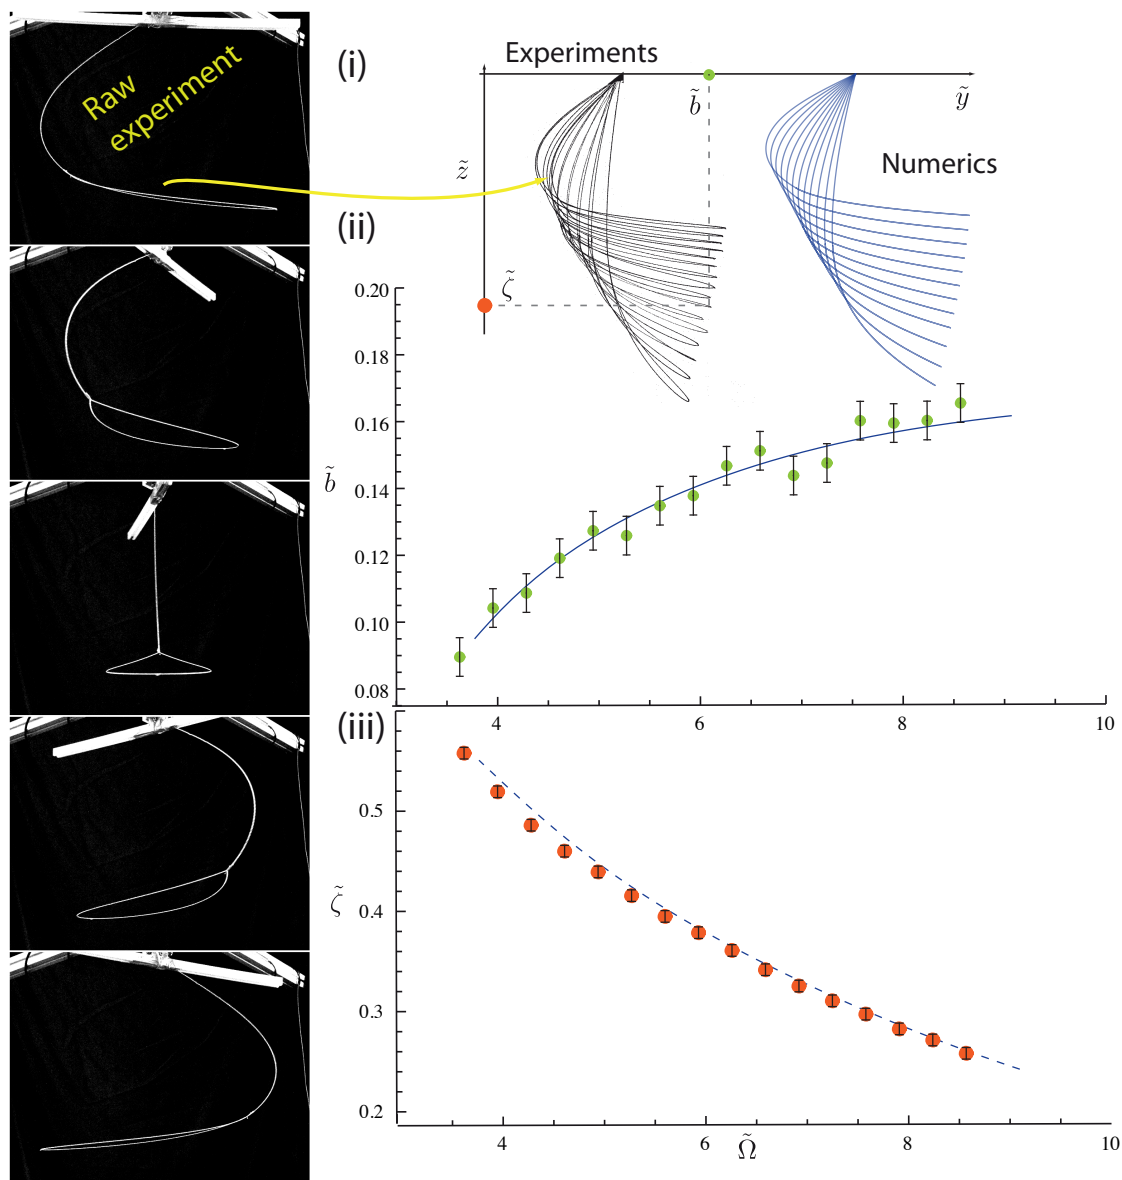 Raw
experiment
(i)
Experiments
b̃
ỹ
z̃
Numerics
(ii)
ζ̃
0.20
0.18
0.16
b̃
0.14
0.12
0.10
0.08
4
6
8
10
(iii)
0.5
0.4
ζ̃
0.3
0.2
4
6
Ω̃
8
10